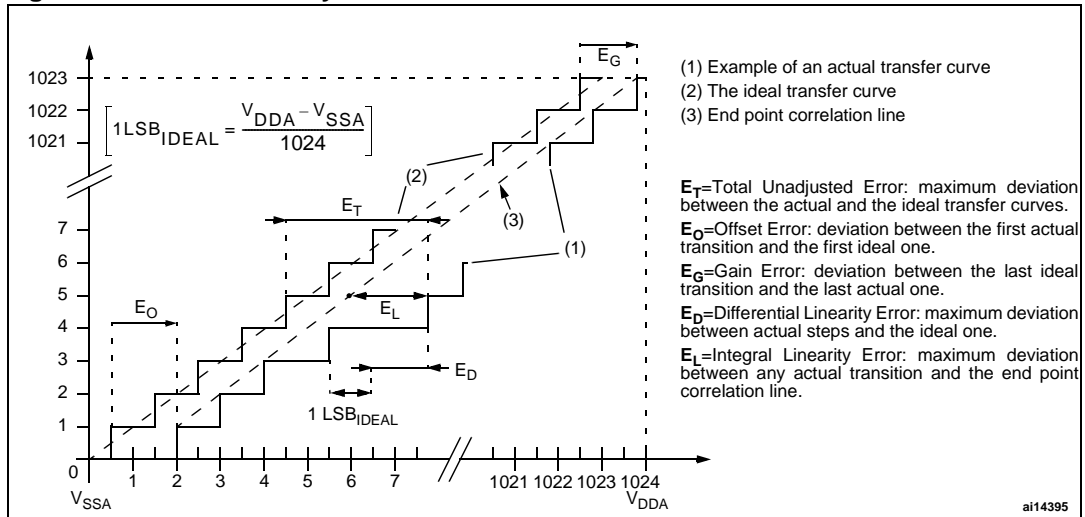 E_G
1023
1022
1021
[1LSB_IDEAL = (V_DDA – V_SSA) / 1024]
(1) Example of an actual transfer curve
(2) The ideal transfer curve
(3) End point correlation line
(2)
E_T
(3)
(1)
7
6
5
4
3
2
1
0
E_O
E_L
E_D
1 LSB_IDEAL
E_T=Total Unadjusted Error: maximum deviation
between the actual and the ideal transfer curves.
E_O=Offset Error: deviation between the first actual
transition and the first ideal one.
E_G=Gain Error: deviation between the last ideal
transition and the last actual one.
E_D=Differential Linearity Error: maximum deviation
between actual steps and the ideal one.
E_L=Integral Linearity Error: maximum deviation
between any actual transition and the end point
correlation line.
1 2 3 4 5 6 7 1021 1022 1023 1024
V_SSA
V_DDA
ai14395